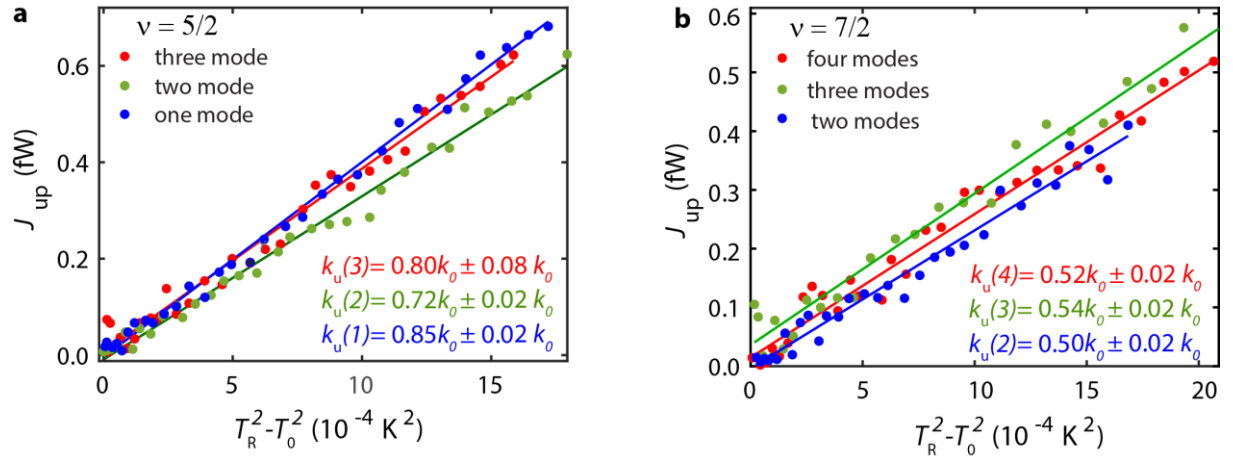 a
ν = 5/2
three mode
two mode
one mode
J_up (fW)
0.6
0.4
0.2
0.0
k_u(3)= 0.80k_0 ± 0.08 k_0
k_u(2)= 0.72k_0 ± 0.02 k_0
k_u(1)= 0.85k_0 ± 0.02 k_0
0 5 10 15
T_R^2-T_0^2 (10^-4 K^2)
b
ν = 7/2
four modes
three modes
two modes
J_up (fW)
0.6
0.5
0.4
0.3
0.2
0.1
0.0
k_u(4)= 0.52k_0 ± 0.02 k_0
k_u(3)= 0.54k_0 ± 0.02 k_0
k_u(2)= 0.50k_0 ± 0.02 k_0
0 5 10 15 20
T_R^2-T_0^2 (10^-4 K^2)